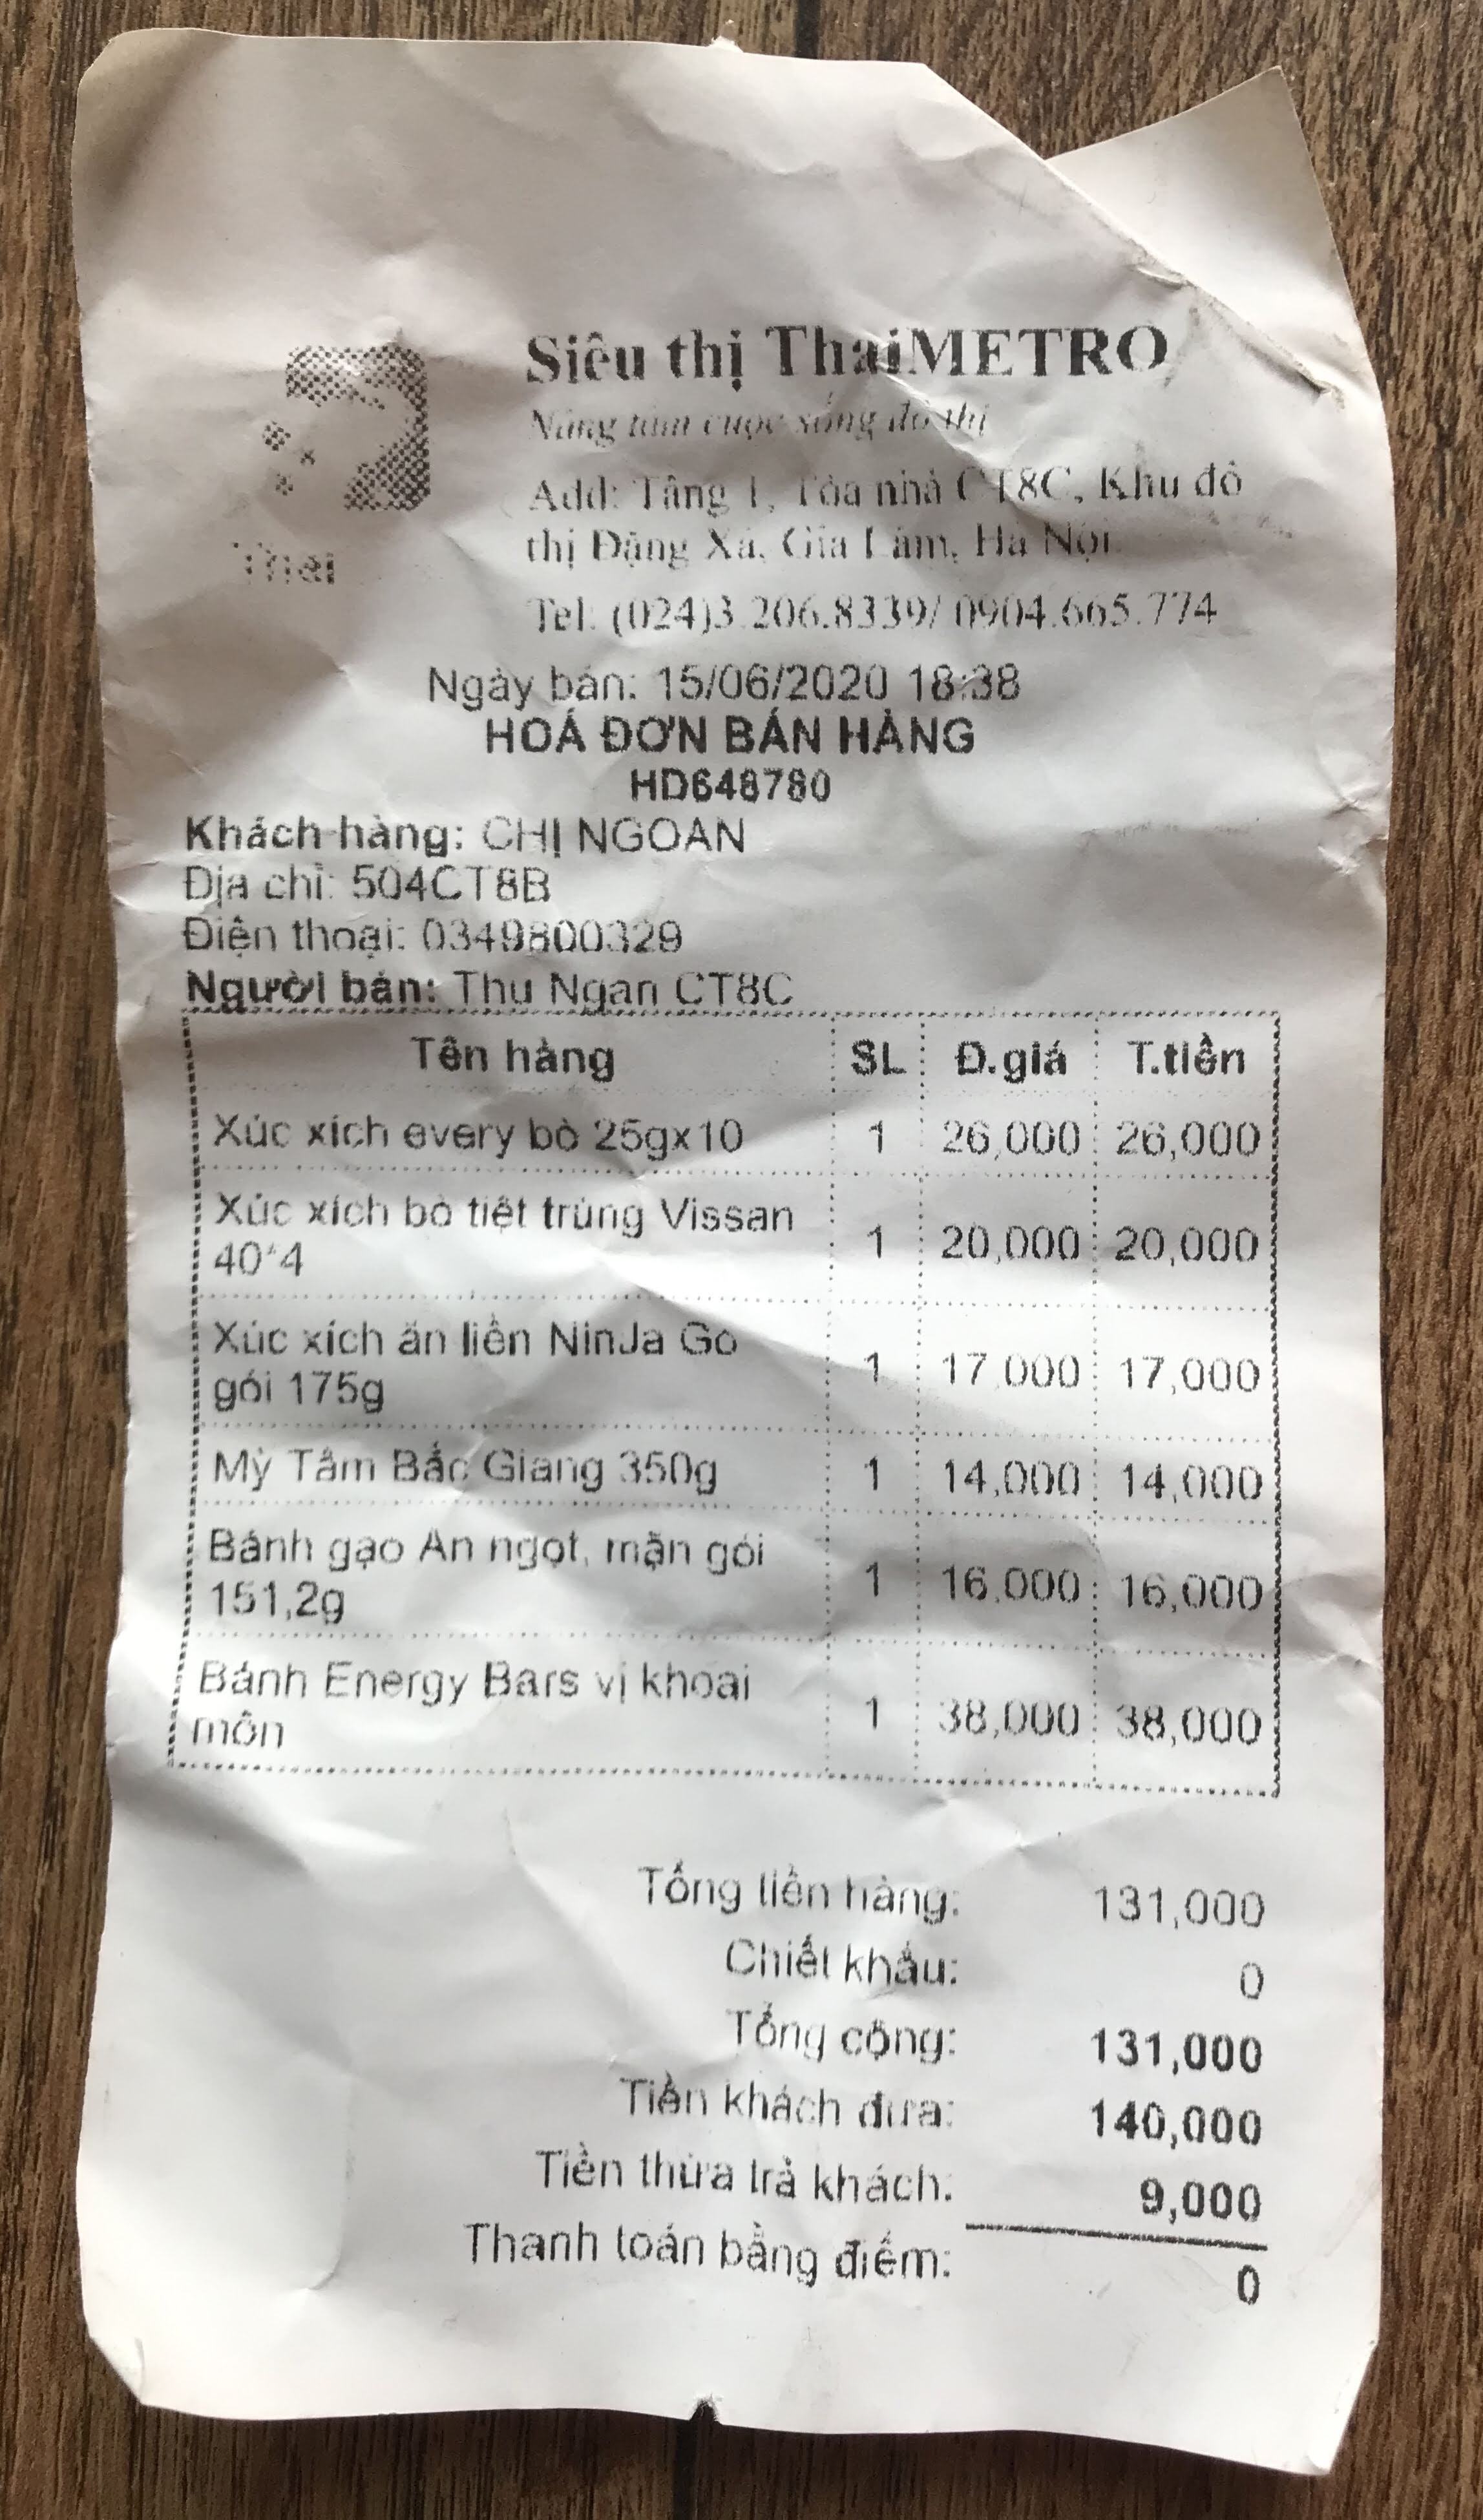 Siêu thị ThaiMETRO
Nâng tầm cuộc sống đô thị
Add: Tầng 1, Tòa nhà CT8C, Khu đô
thị Đặng Xá, Gia Lâm, Hà Nội
Tel: (024)3.206.8339/ 0904.665.774
Thai
Ngày bán: 15/06/2020 18:38
HOÁ ĐƠN BÁN HÀNG
HD648780
Khách hàng: CHỊ NGOAN
Địa chỉ: 504CT8B
Điện thoại: 0349800329
Người bán: Thu Ngan CT8C
Tên hàng SL Đ.giá T.tiền
Xúc xích every bò 25gx10 1 26,000 26,000
Xúc xích bò tiệt trùng Vissan
40*4 1 20,000 20,000
Xúc xích ăn liền NinJa Go
gói 175g 1 17,000 17,000
Mỳ Tâm Bắc Giang 350g 1 14,000 14,000
Bánh gạo An ngọt, mặn gói
151,2g 1 16,000 16,000
Bánh Energy Bars vị khoai
môn 1 38,000 38,000
Tổng tiền hàng: 131,000
Chiết khấu: 0
Tổng cộng: 131,000
Tiền khách đưa: 140,000
Tiền thừa trả khách: 9,000
Thanh toán bằng điểm: 0